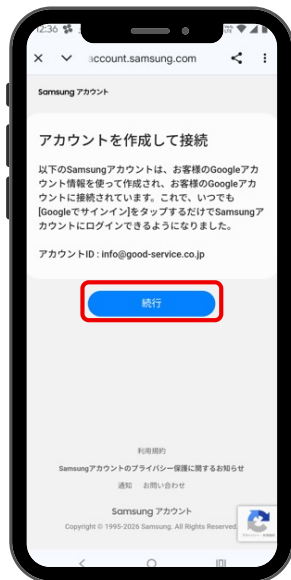 12:36
account.samsung.com
Samsung アカウント
アカウントを作成して接続
以下のSamsungアカウントは、お客様のGoogleアカ
ウント情報を使って作成され、お客様のGoogleアカ
ウントに接続されています。これで、いつでも
[Googleでサインイン]をタップするだけでSamsungア
カウントにログインできるようになりました。
アカウントID : info@good-service.co.jp
続行
利用規約
Samsungアカウントのプライバシー保護に関するお知らせ
通知 お問い合わせ
Samsung アカウント
Copyright © 1995-2026 Samsung. All Rights Reserved.